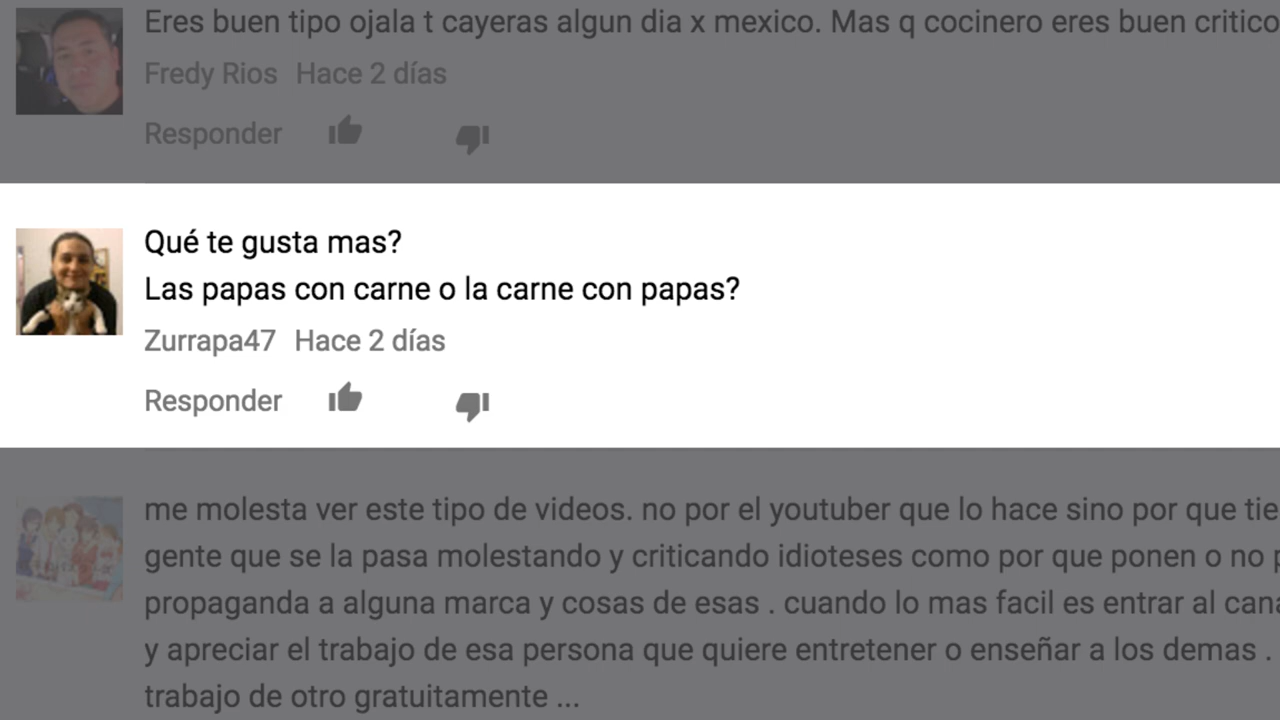 Eres buen tipo ojala t cayeras algun dia x mexico. Mas q cocinero eres buen critico
Fredy Rios Hace 2 días
Responder
Qué te gusta mas?
Las papas con carne o la carne con papas?
Zurrapa47 Hace 2 días
Responder
me molesta ver este tipo de videos. no por el youtuber que lo hace sino por que tie
gente que se la pasa molestando y criticando idioteses como por que ponen o no p
propaganda a alguna marca y cosas de esas . cuando lo mas facil es entrar al cana
y apreciar el trabajo de esa persona que quiere entretener o enseñar a los demas .
trabajo de otro gratuitamente ...